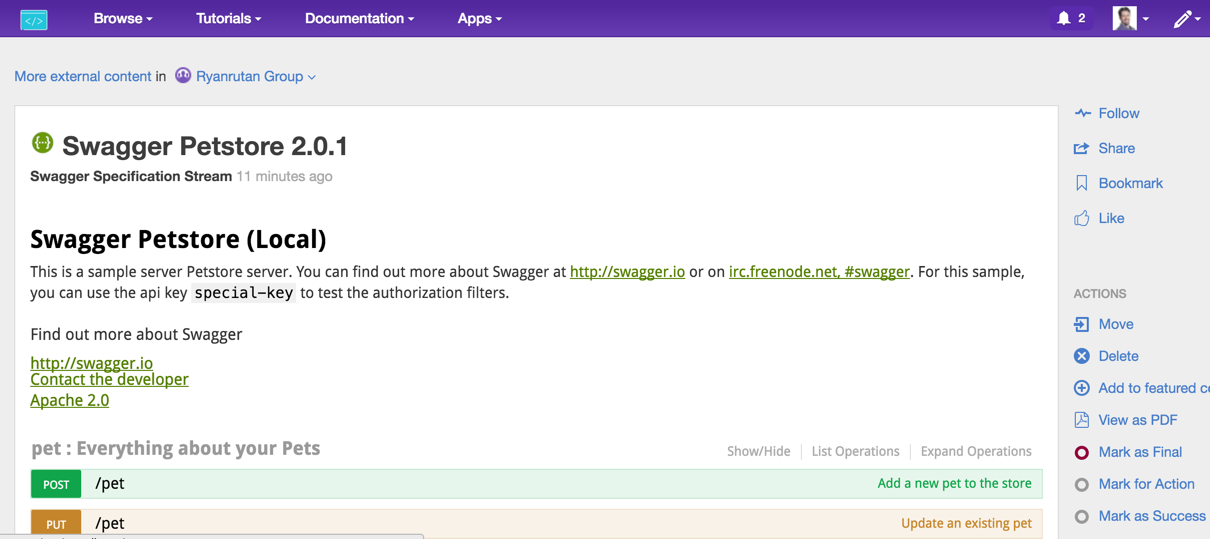 </> Browse Tutorials Documentation Apps 2
More external content in Ryanrutan Group
Swagger Petstore 2.0.1
Swagger Specification Stream 11 minutes ago
Swagger Petstore (Local)
This is a sample server Petstore server. You can find out more about Swagger at http://swagger.io or on irc.freenode.net, #swagger. For this sample,
you can use the api key special-key to test the authorization filters.
Find out more about Swagger
http://swagger.io
Contact the developer
Apache 2.0
pet : Everything about your Pets Show/Hide List Operations Expand Operations
POST /pet Add a new pet to the store
PUT /pet Update an existing pet
Follow
Share
Bookmark
Like
ACTIONS
Move
Delete
Add to featured co
View as PDF
Mark as Final
Mark for Action
Mark as Success